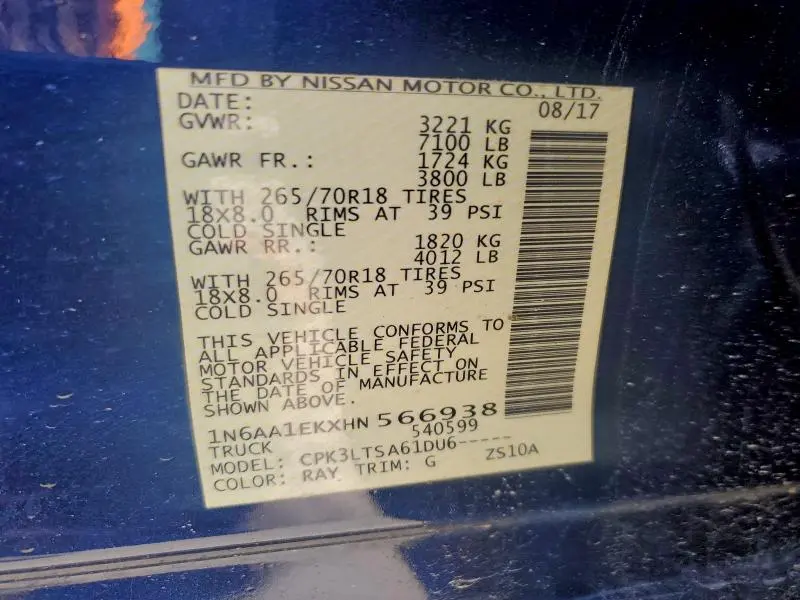 MFD BY NISSAN MOTOR CO., LTD.
DATE: 08/17
GVWR: 3221 KG
7100 LB
GAWR FR.: 1724 KG
3800 LB
WITH 265/70R18 TIRES
18X8.0 RIMS AT 39 PSI
COLD SINGLE
GAWR RR.: 1820 KG
4012 LB
WITH 265/70R18 TIRES
18X8.0 RIMS AT 39 PSI
COLD SINGLE
THIS VEHICLE CONFORMS TO
ALL APPLICABLE FEDERAL
MOTOR VEHICLE SAFETY
STANDARDS IN EFFECT ON
THE DATE OF MANUFACTURE
SHOWN ABOVE.
1N6AA1EKXHN 566938
TRUCK 540599
MODEL: CPK3LTSA61DU6-----
COLOR: RAY TRIM: G ZS10A